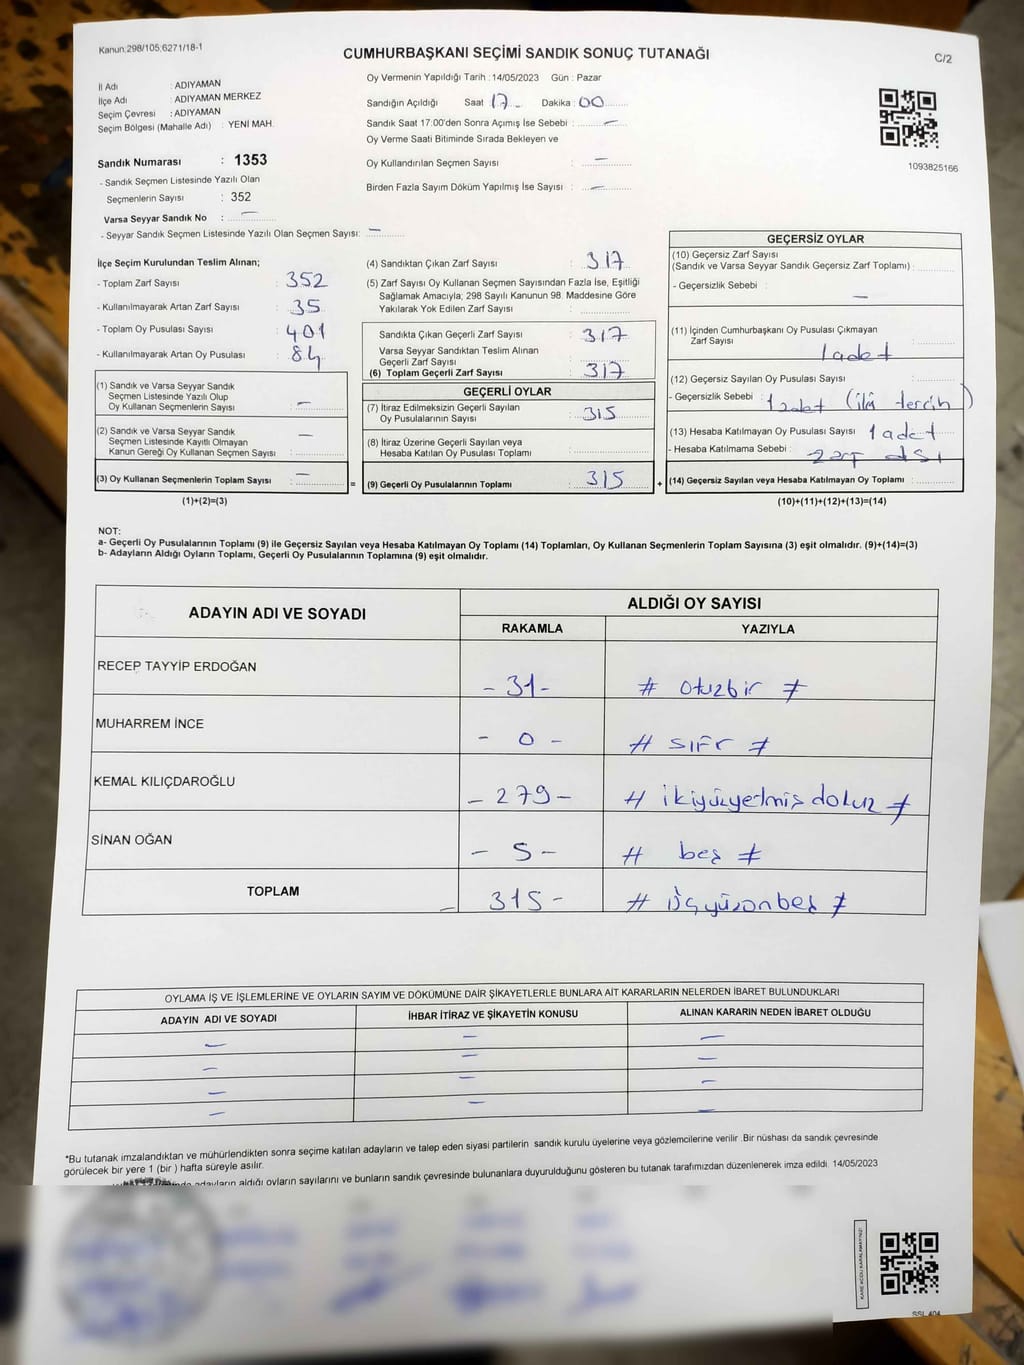 Kanun:298/105;6271/18-1
CUMHURBAŞKANI SEÇİMİ SANDIK SONUÇ TUTANAĞI
C/2
İl Adı : ADIYAMAN
İlçe Adı : ADIYAMAN MERKEZ
Seçim Çevresi : ADIYAMAN
Seçim Bölgesi (Mahalle Adı) : YENİ MAH.
Sandık Numarası : 1353
- Sandık Seçmen Listesinde Yazılı Olan
Seçmenlerin Sayısı : 352
Varsa Seyyar Sandık No : —
- Seyyar Sandık Seçmen Listesinde Yazılı Olan Seçmen Sayısı: —
Oy Vermenin Yapıldığı Tarih :14/05/2023 Gün : Pazar
Sandığın Açıldığı Saat 17 Dakika : 00
Sandık Saat 17:00'den Sonra Açımış İse Sebebi : —
Oy Verme Saati Bitiminde Sırada Bekleyen ve
Oy Kullandırılan Seçmen Sayısı : —
Birden Fazla Sayım Döküm Yapılmış İse Sayısı : —
1093825166
İlçe Seçim Kurulundan Teslim Alınan;
- Toplam Zarf Sayısı : 352
- Kullanılmayarak Artan Zarf Sayısı : 35
- Toplam Oy Pusulası Sayısı : 401
- Kullanılmayarak Artan Oy Pusulası : 84
(1) Sandık ve Varsa Seyyar Sandık
Seçmen Listesinde Yazılı Olup
Oy Kullanan Seçmenlerin Sayısı : —
(2) Sandık ve Varsa Seyyar Sandık
Seçmen Listesinde Kayıtlı Olmayan
Kanun Gereği Oy Kullanan Seçmen Sayısı : —
(3) Oy Kullanan Seçmenlerin Toplam Sayısı : —
(1)+(2)=(3)
=
(4) Sandıktan Çıkan Zarf Sayısı : 317
(5) Zarf Sayısı Oy Kullanan Seçmen Sayısından Fazla İse, Eşitliği
Sağlamak Amacıyla; 298 Sayılı Kanunun 98. Maddesine Göre
Yakılarak Yok Edilen Zarf Sayısı :
Sandıkta Çıkan Geçerli Zarf Sayısı : 317
Varsa Seyyar Sandıktan Teslim Alınan
Geçerli Zarf Sayısı :
(6) Toplam Geçerli Zarf Sayısı : 317
GEÇERLİ OYLAR
(7) İtiraz Edilmeksizin Geçerli Sayılan
Oy Pusulalarının Sayısı : 315
(8) İtiraz Üzerine Geçerli Sayılan veya
Hesaba Katılan Oy Pusulası Toplamı :
(9) Geçerli Oy Pusulalarının Toplamı : 315
+
GEÇERSİZ OYLAR
(10) Geçersiz Zarf Sayısı
(Sandık ve Varsa Seyyar Sandık Geçersiz Zarf Toplamı) :
- Geçersizlik Sebebi : —
(11) İçinden Cumhurbaşkanı Oy Pusulası Çıkmayan
Zarf Sayısı : 1 adet
(12) Geçersiz Sayılan Oy Pusulası Sayısı :
- Geçersizlik Sebebi : 1 adet (iki tercih)
(13) Hesaba Katılmayan Oy Pusulası Sayısı : 1 adet
- Hesaba Katılmama Sebebi : zarf dışı
(14) Geçersiz Sayılan veya Hesaba Katılmayan Oy Toplamı :
(10)+(11)+(12)+(13)=(14)
NOT:
a- Geçerli Oy Pusulalarının Toplamı (9) ile Geçersiz Sayılan veya Hesaba Katılmayan Oy Toplamı (14) Toplamları, Oy Kullanan Seçmenlerin Toplam Sayısına (3) eşit olmalıdır. (9)+(14)=(3)
b- Adayların Aldığı Oyların Toplamı, Geçerli Oy Pusulalarının Toplamına (9) eşit olmalıdır.
ADAYIN ADI VE SOYADI
ALDIĞI OY SAYISI
RAKAMLA YAZIYLA
RECEP TAYYİP ERDOĞAN - 31 - # otuzbir #
MUHARREM İNCE - 0 - # sıfır #
KEMAL KILIÇDAROĞLU - 279 - # ikiyüzyetmişdokuz #
SİNAN OĞAN - 5 - # beş #
TOPLAM - 315 - # üçyüzonbeş #
OYLAMA İŞ VE İŞLEMLERİNE VE OYLARIN SAYIM VE DÖKÜMÜNE DAİR ŞİKAYETLERLE BUNLARA AİT KARARLARIN NELERDEN İBARET BULUNDUKLARI
ADAYIN ADI VE SOYADI İHBAR İTİRAZ VE ŞİKAYETİN KONUSU ALINAN KARARIN NEDEN İBARET OLDUĞU
— — —
— — —
— — —
— — —
*Bu tutanak imzalandıktan ve mühürlendikten sonra seçime katılan adayların ve talep eden siyasi partilerin sandık kurulu üyelerine veya gözlemcilerine verilir .Bir nüshası da sandık çevresinde
görülecek bir yere 1 (bir ) hafta süreyle asılır.
adayların aldığı oyların sayılarını ve bunların sandık çevresinde bulunanlara duyurulduğunu gösteren bu tutanak tarafımızdan düzenlenerek imza edildi. 14/05/2023
KARE KODU KARALAMAYINIZ!
SSL 404